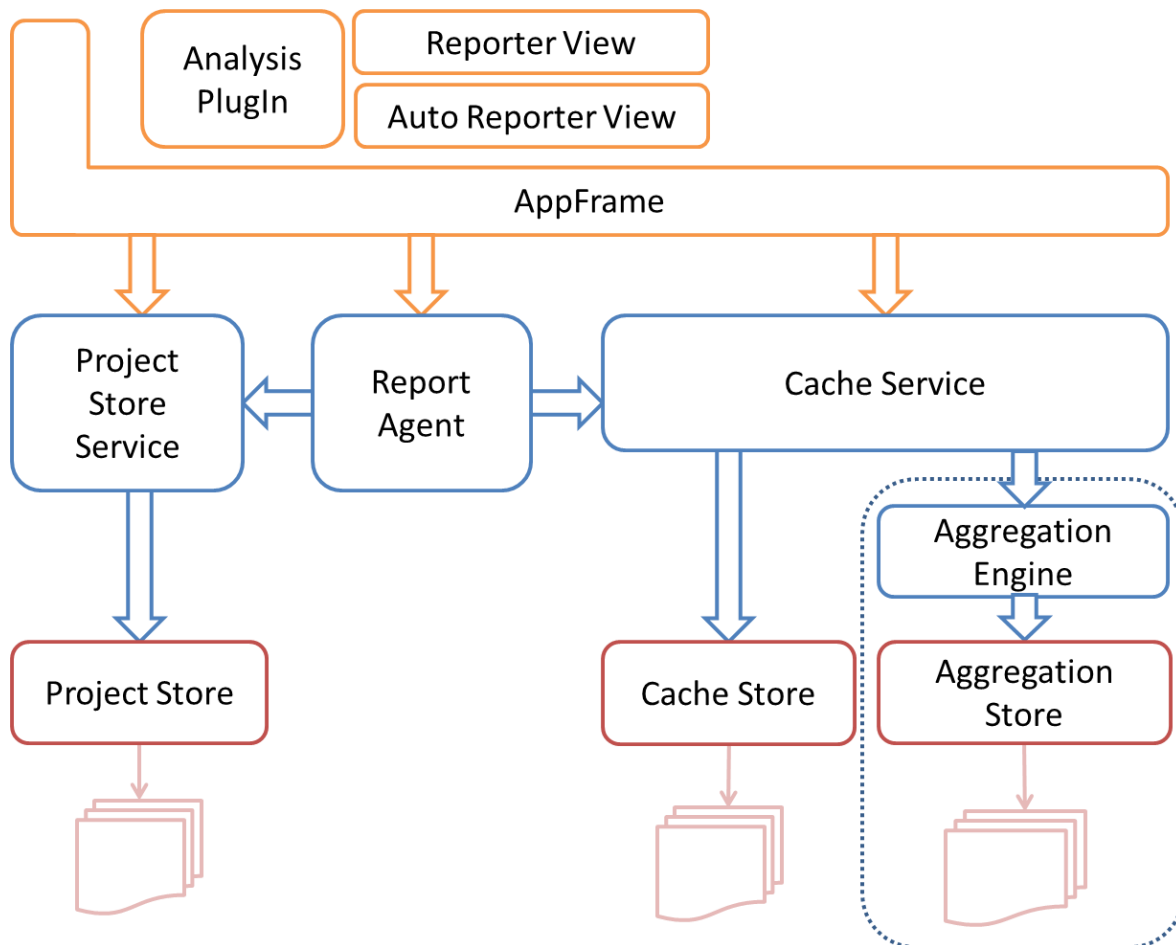 Analysis
PlugIn
Reporter View
Auto Reporter View
AppFrame
Project
Store
Service
Report
Agent
Cache Service
Aggregation
Engine
Project Store
Cache Store
Aggregation
Store